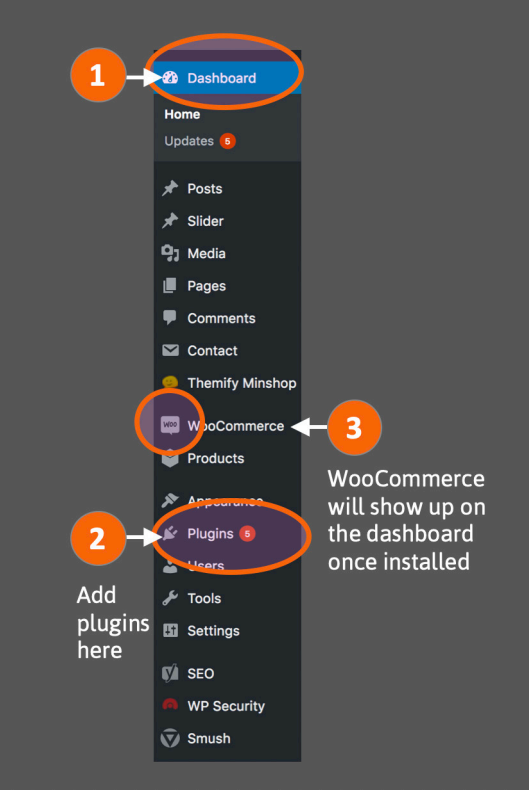 1
Dashboard
Home
Updates 5
Posts
Slider
Media
Pages
Comments
Contact
Themify Minshop
Woo WooCommerce
3
Products
WooCommerce
will show up on
the dashboard
once installed
Appearance
2
Plugins 5
Users
Add
plugins
here
Tools
Settings
SEO
WP Security
Smush